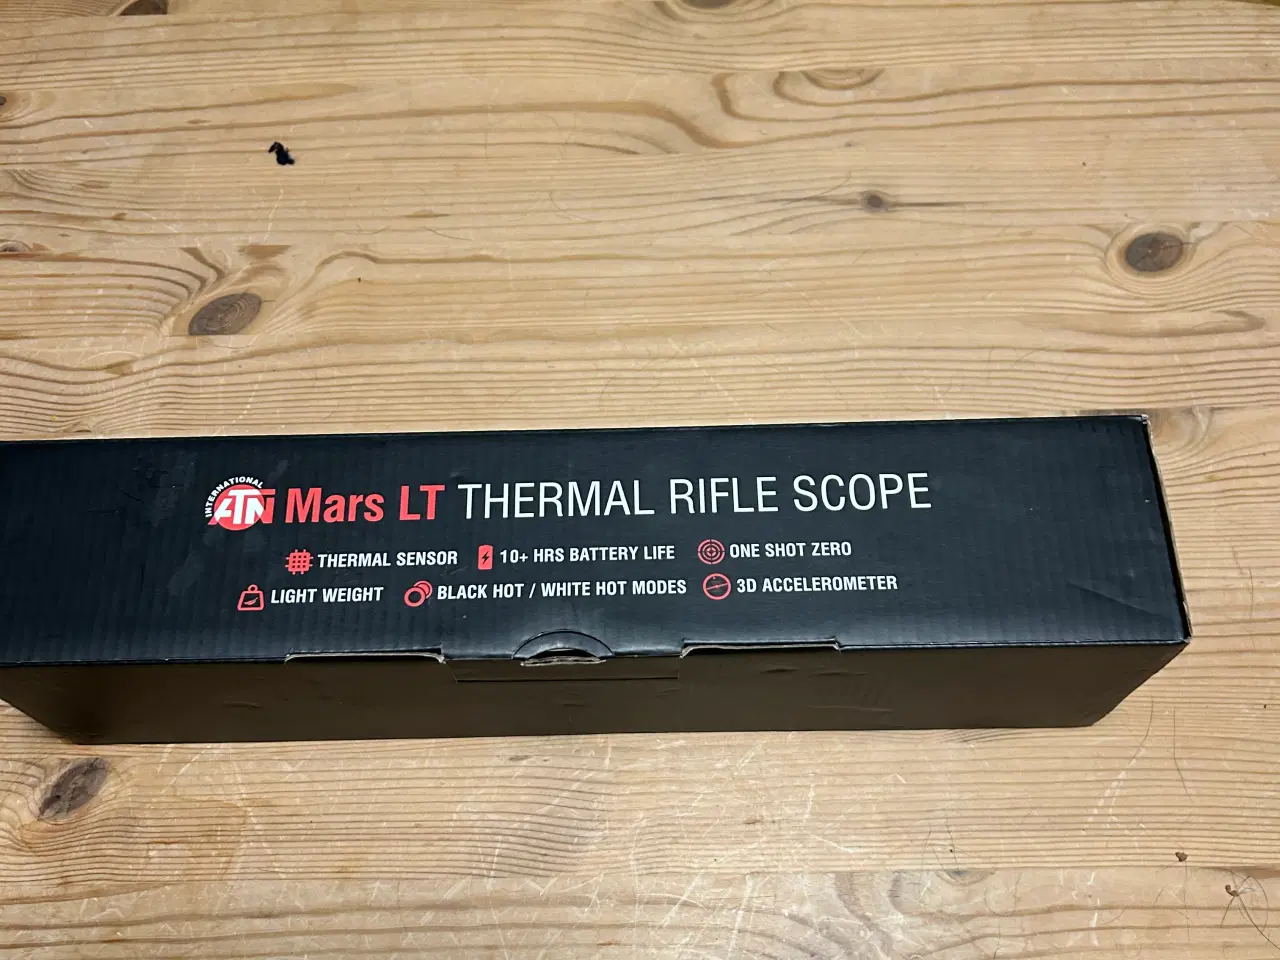 INTERNATIONAL
ATN Mars LT THERMAL RIFLE SCOPE
THERMAL SENSOR 10+ HRS BATTERY LIFE ONE SHOT ZERO
LIGHT WEIGHT BLACK HOT / WHITE HOT MODES 3D ACCELEROMETER